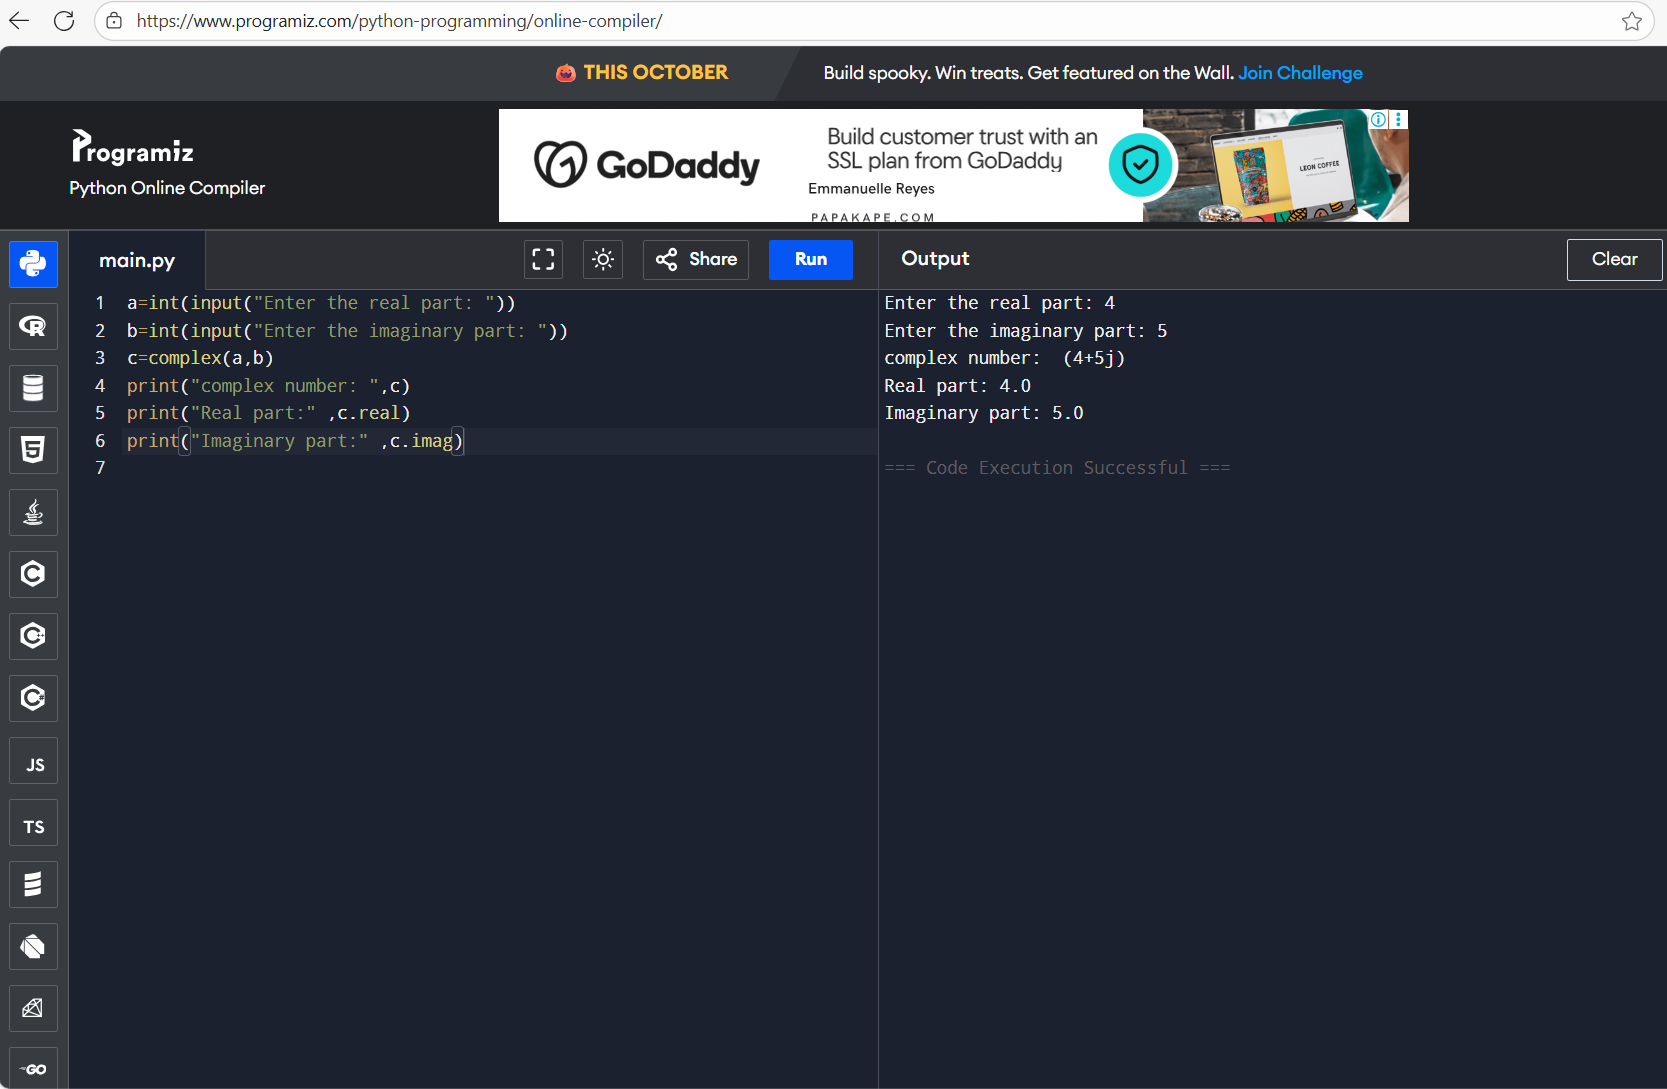 https://www.programiz.com/python-programming/online-compiler/
🎃 THIS OCTOBER
Build spooky. Win treats. Get featured on the Wall. Join Challenge
Programiz
Python Online Compiler
GoDaddy
Build customer trust with an
SSL plan from GoDaddy
Emmanuelle Reyes
PAPAKAPE.COM
LEON COFFEE
main.py
Share
Run
Output
Clear
1 a=int(input("Enter the real part: "))
2 b=int(input("Enter the imaginary part: "))
3 c=complex(a,b)
4 print("complex number: ",c)
5 print("Real part:" ,c.real)
6 print("Imaginary part:" ,c.imag)
7
Enter the real part: 4
Enter the imaginary part: 5
complex number:  (4+5j)
Real part: 4.0
Imaginary part: 5.0
=== Code Execution Successful ===
R
5
C
C++
C#
JS
TS
GO